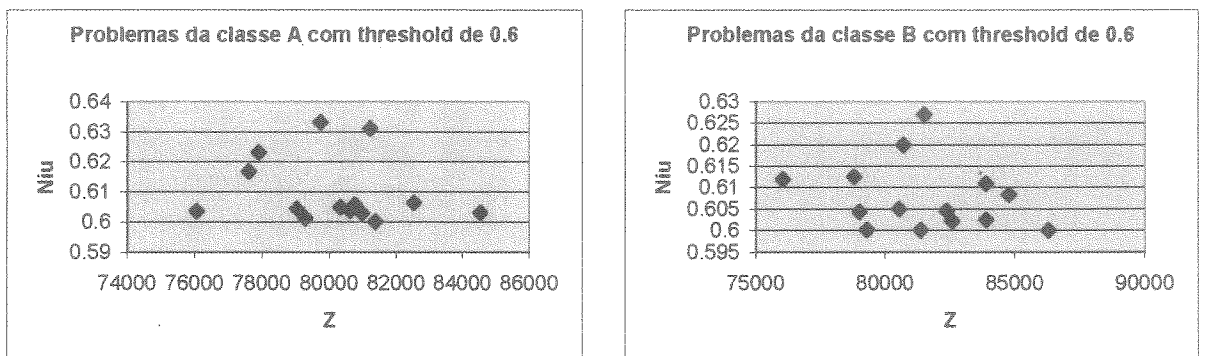 Problemas da classe A com threshold de 0.6
0.64
0.63
0.62
0.61
0.6
0.59
Niu
74000 76000 78000 80000 82000 84000 86000
Z
Problemas da classe B com threshold de 0.6
0.63
0.625
0.62
0.615
0.61
0.605
0.6
0.595
Niu
75000 80000 85000 90000
Z